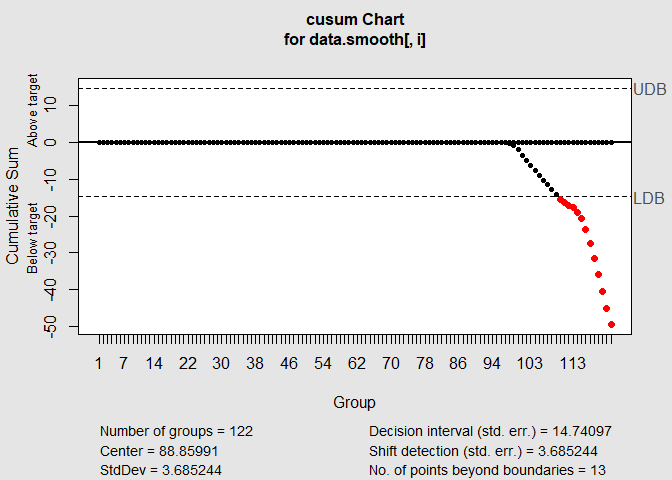 cusum Chart
for data.smooth[, i]
Cumulative Sum
Above target
Below target
10
0
-10
-20
-30
-40
-50
UDB
LDB
1 7 14 22 30 38 46 54 62 70 78 86 94 103 113
Group
Number of groups = 122
Center = 88.85991
StdDev = 3.685244
Decision interval (std. err.) = 14.74097
Shift detection (std. err.) = 3.685244
No. of points beyond boundaries = 13